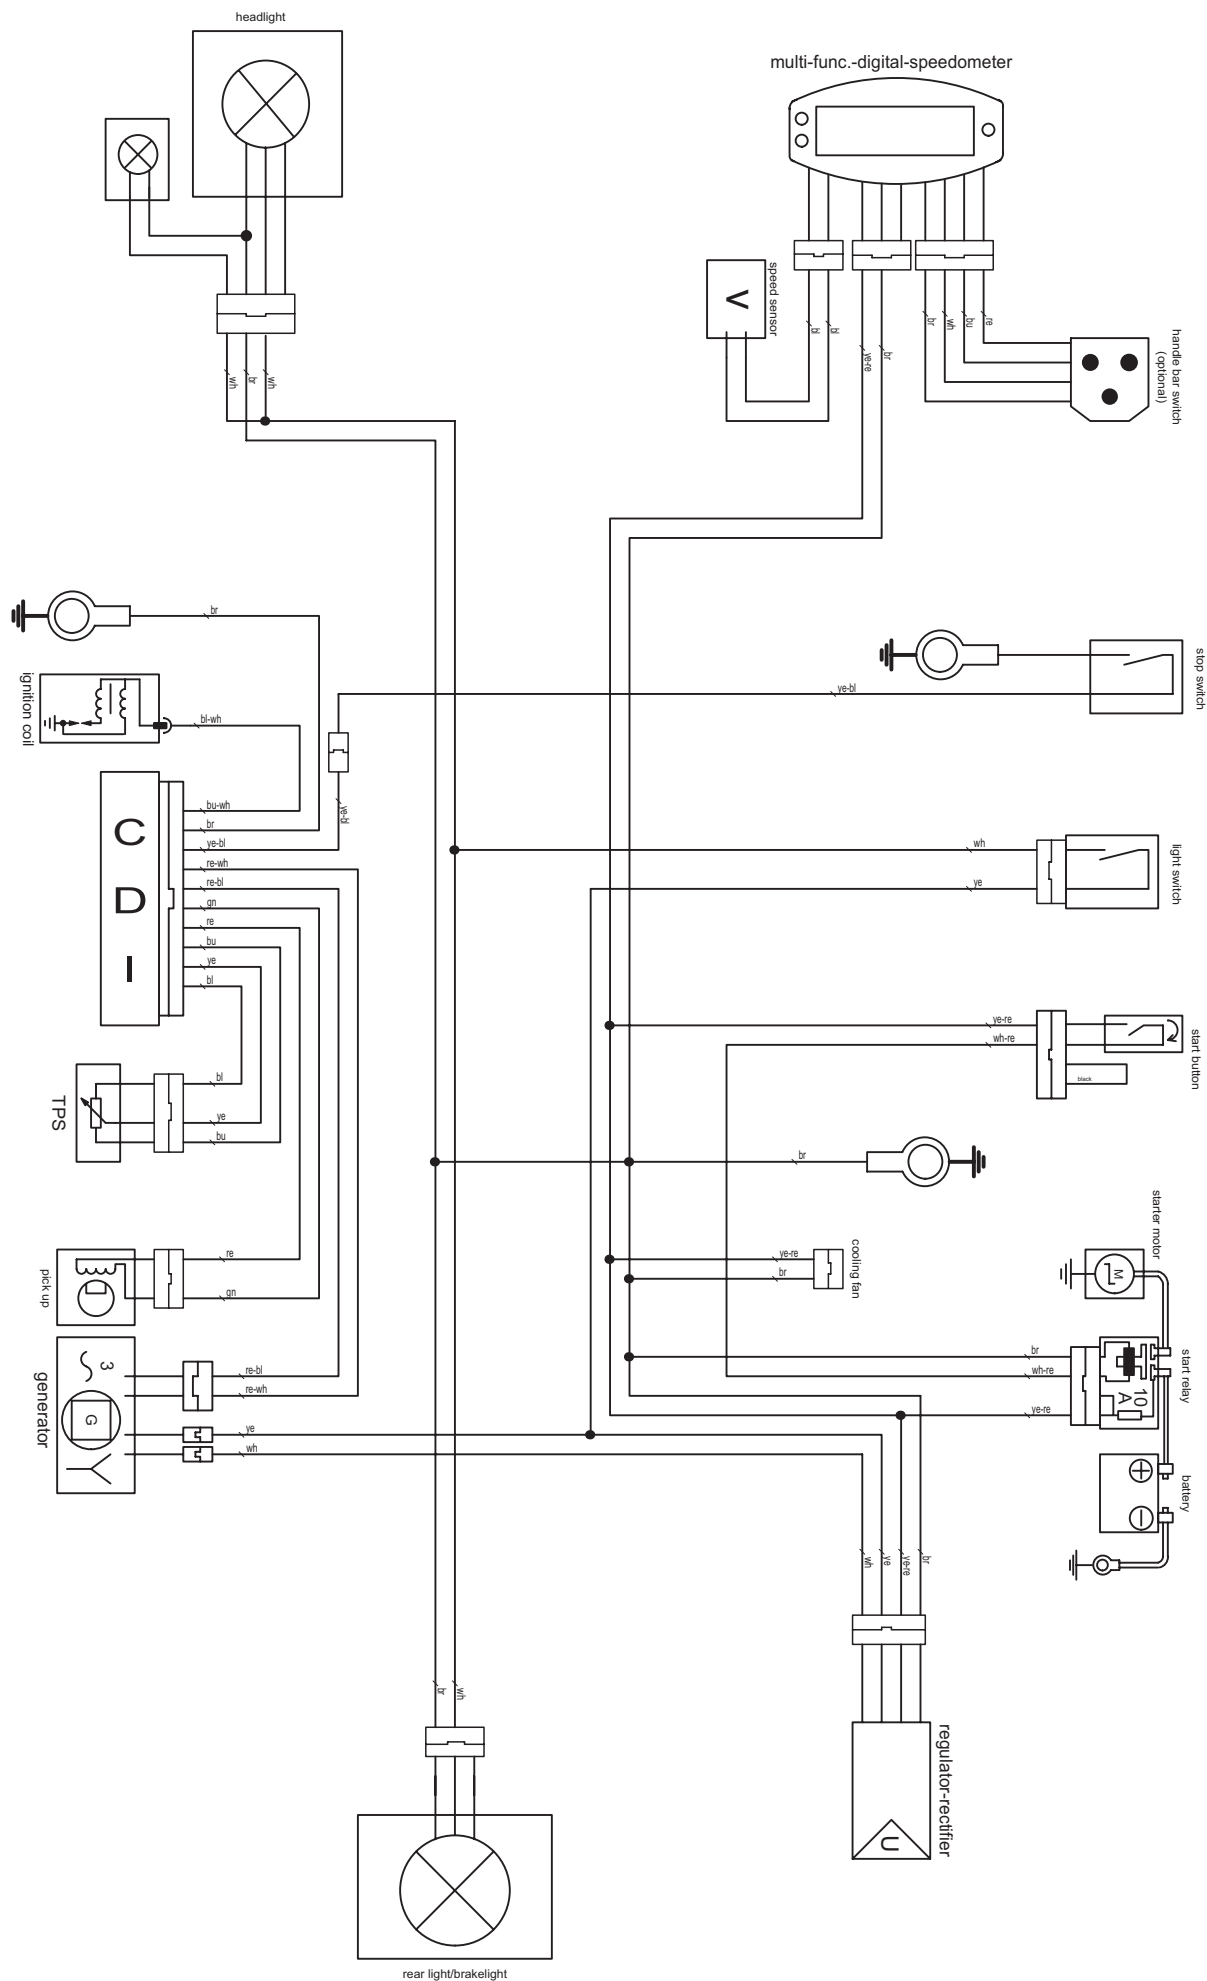 headlight
multi-func.-digital-speedometer
V
speed sensor
bl
bl
ye-re
br
br
wh
bu
re
handle bar switch
(optional)
wh
br
wh
br
ignition coil
bl-wh
ye-bl
stop switch
C
D
I
bu-wh
br
ye-bl
re-wh
re-bl
gn
re
bu
ye
bl
ye-bl
wh
ye
light switch
ye-re
wh-re
black
start button
TPS
bl
ye
bu
br
pick up
re
gn
ye-re
br
cooling fan
starter motor
M
3
G
generator
re-bl
re-wh
ye
wh
br
wh-re
ye-re
10
A
start relay
battery
wh
ye
ye-re
br
br
wh
U
regulator-rectifier
rear light/brakelight